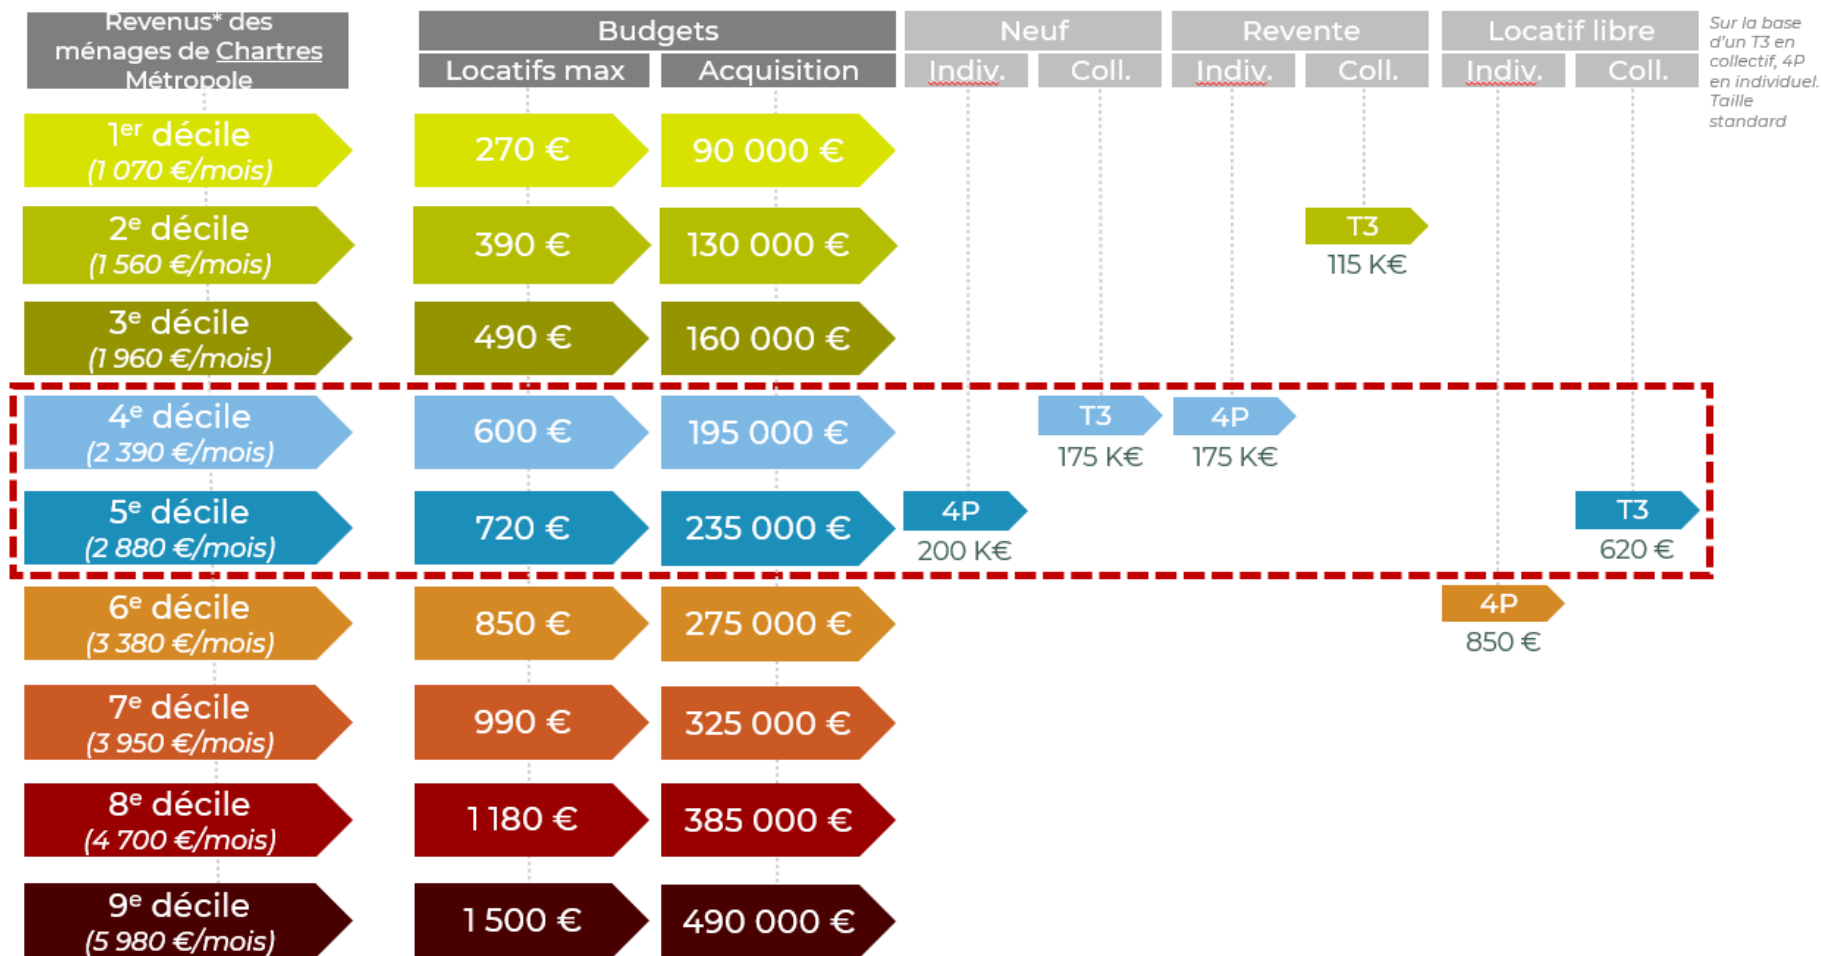 Revenus* des
ménages de Chartres
Métropole
Budgets
Locatifs max
Acquisition
Neuf
Indiv.
Coll.
Revente
Indiv.
Coll.
Locatif libre
Indiv.
Coll.
Sur la base
d'un T3 en
collectif, 4P
en individuel.
Taille
standard
1er décile
(1 070 €/mois)
270 €
90 000 €
2e décile
(1 560 €/mois)
390 €
130 000 €
T3
115 K€
3e décile
(1 960 €/mois)
490 €
160 000 €
4e décile
(2 390 €/mois)
600 €
195 000 €
T3
175 K€
4P
175 K€
5e décile
(2 880 €/mois)
720 €
235 000 €
4P
200 K€
T3
620 €
6e décile
(3 380 €/mois)
850 €
275 000 €
4P
850 €
7e décile
(3 950 €/mois)
990 €
325 000 €
8e décile
(4 700 €/mois)
1 180 €
385 000 €
9e décile
(5 980 €/mois)
1 500 €
490 000 €